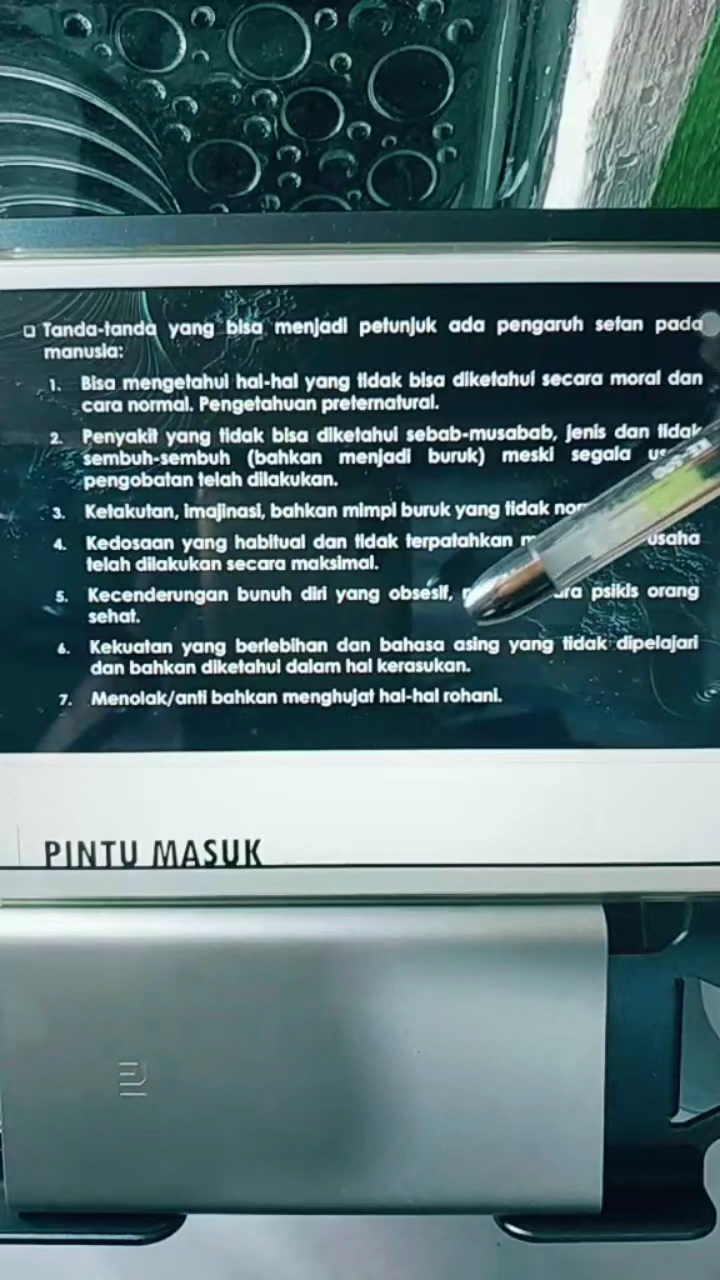 ❑ Tanda-tanda yang bisa menjadi petunjuk ada pengaruh setan pada
manusia:
1. Bisa mengetahui hal-hal yang tidak bisa diketahui secara moral dan
cara normal. Pengetahuan preternatural.
2. Penyakit yang tidak bisa diketahui sebab-musabab, jenis dan tidak
sembuh-sembuh (bahkan menjadi buruk) meski segala
pengobatan telah dilakukan.
3. Ketakutan, imajinasi, bahkan mimpi buruk yang tidak
4. Kedosaan yang habitual dan tidak terpatahkan usaha
telah dilakukan secara maksimal.
5. Kecenderungan bunuh diri yang obsesif, psikis orang
sehat.
6. Kekuatan yang berlebihan dan bahasa asing yang tidak dipelajari
dan bahkan diketahui dalam hal kerasukan.
7. Menolak/anti bahkan menghujat hal-hal rohani.
PINTU MASUK